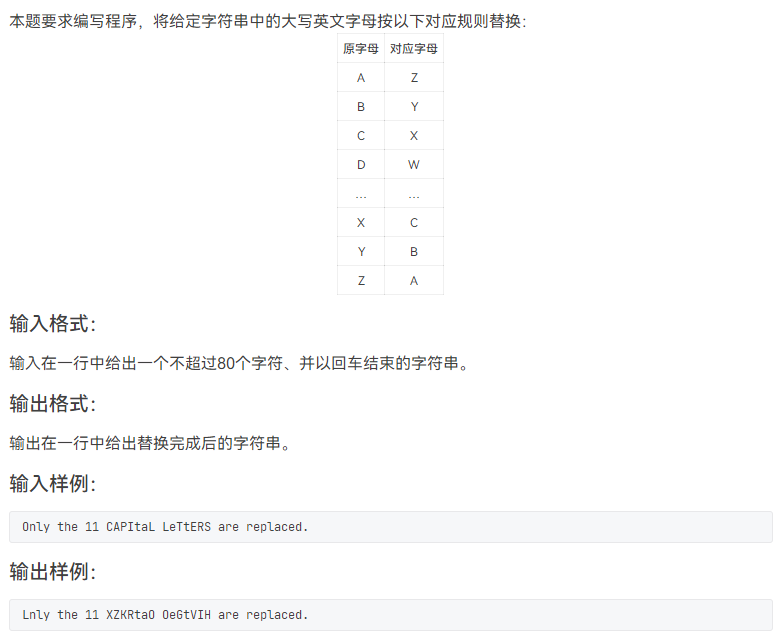 本题要求编写程序，将给定字符串中的大写英文字母按以下对应规则替换：
原字母 对应字母
A Z
B Y
C X
D W
... ...
X C
Y B
Z A
输入格式：
输入在一行中给出一个不超过80个字符、并以回车结束的字符串。
输出格式：
输出在一行中给出替换完成后的字符串。
输入样例：
Only the 11 CAPItaL LeTtERS are replaced.
输出样例：
Lnly the 11 XZKRtaO OeGtVIH are replaced.